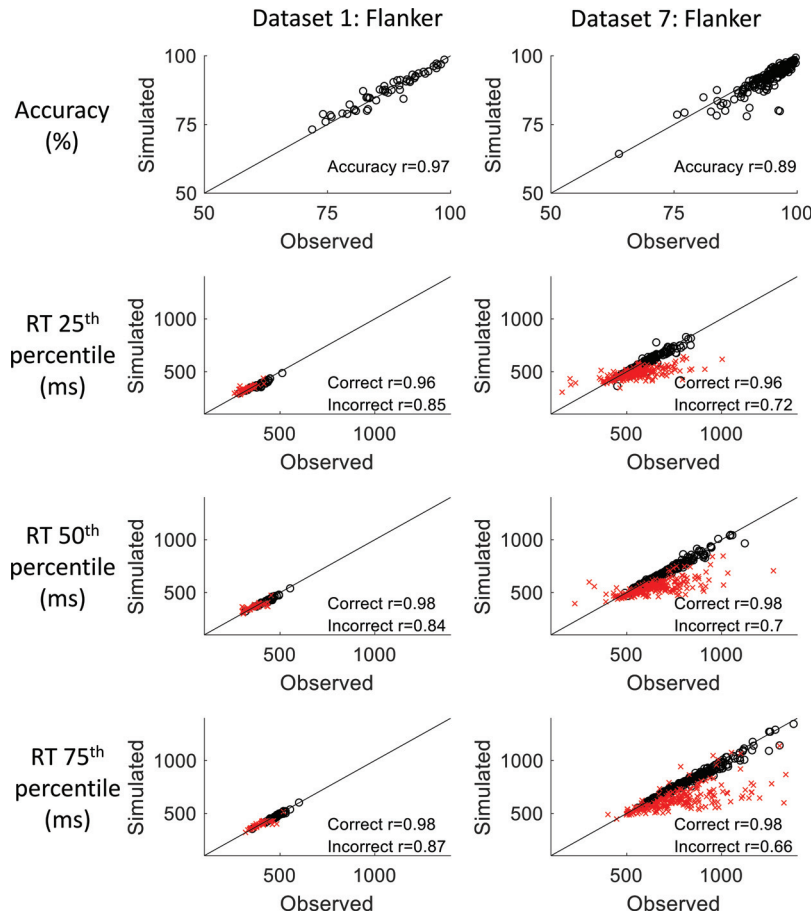 Dataset 1: Flanker
Dataset 7: Flanker
Accuracy
(%)
Simulated
100
75
50
50
75
100
Accuracy r=0.97
Observed
Simulated
100
75
50
50
75
100
Accuracy r=0.89
Observed
RT 25th
percentile
(ms)
Simulated
1000
500
500
1000
Correct r=0.96
Incorrect r=0.85
Observed
Simulated
1000
500
500
1000
Correct r=0.96
Incorrect r=0.72
Observed
RT 50th
percentile
(ms)
Simulated
1000
500
500
1000
Correct r=0.98
Incorrect r=0.84
Observed
Simulated
1000
500
500
1000
Correct r=0.98
Incorrect r=0.7
Observed
RT 75th
percentile
(ms)
Simulated
1000
500
500
1000
Correct r=0.98
Incorrect r=0.87
Observed
Simulated
1000
500
500
1000
Correct r=0.98
Incorrect r=0.66
Observed